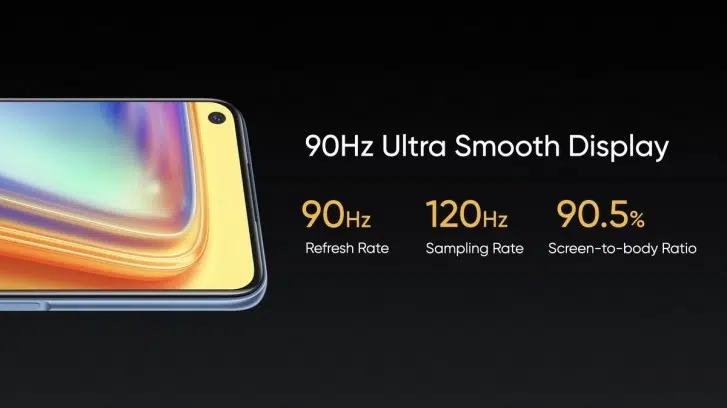 90Hz Ultra Smooth Display
90Hz 120Hz 90.5%
Refresh Rate Sampling Rate Screen-to-body Ratio